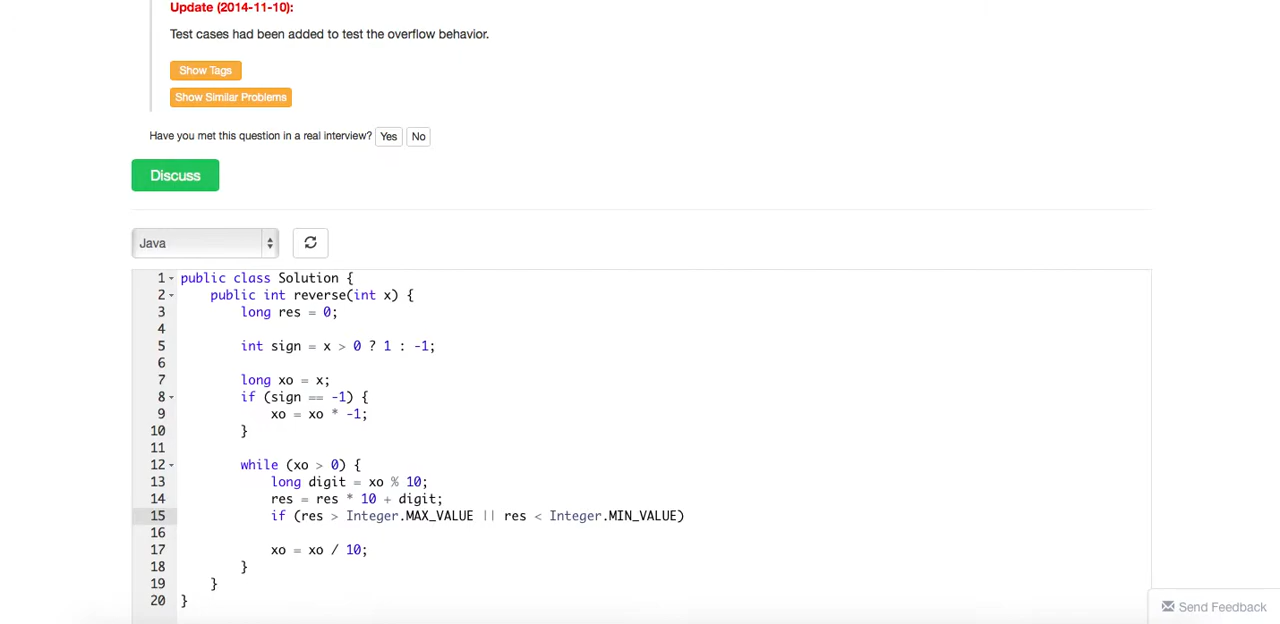 Update (2014-11-10):
Test cases had been added to test the overflow behavior.
Show Tags
Show Similar Problems
Have you met this question in a real interview? Yes No
Discuss
Java
1 public class Solution {
2     public int reverse(int x) {
3         long res = 0;
4
5         int sign = x > 0 ? 1 : -1;
6
7         long xo = x;
8         if (sign == -1) {
9             xo = xo * -1;
10         }
11
12         while (xo > 0) {
13             long digit = xo % 10;
14             res = res * 10 + digit;
15             if (res > Integer.MAX_VALUE || res < Integer.MIN_VALUE)
16
17             xo = xo / 10;
18         }
19     }
20 }
Send Feedback